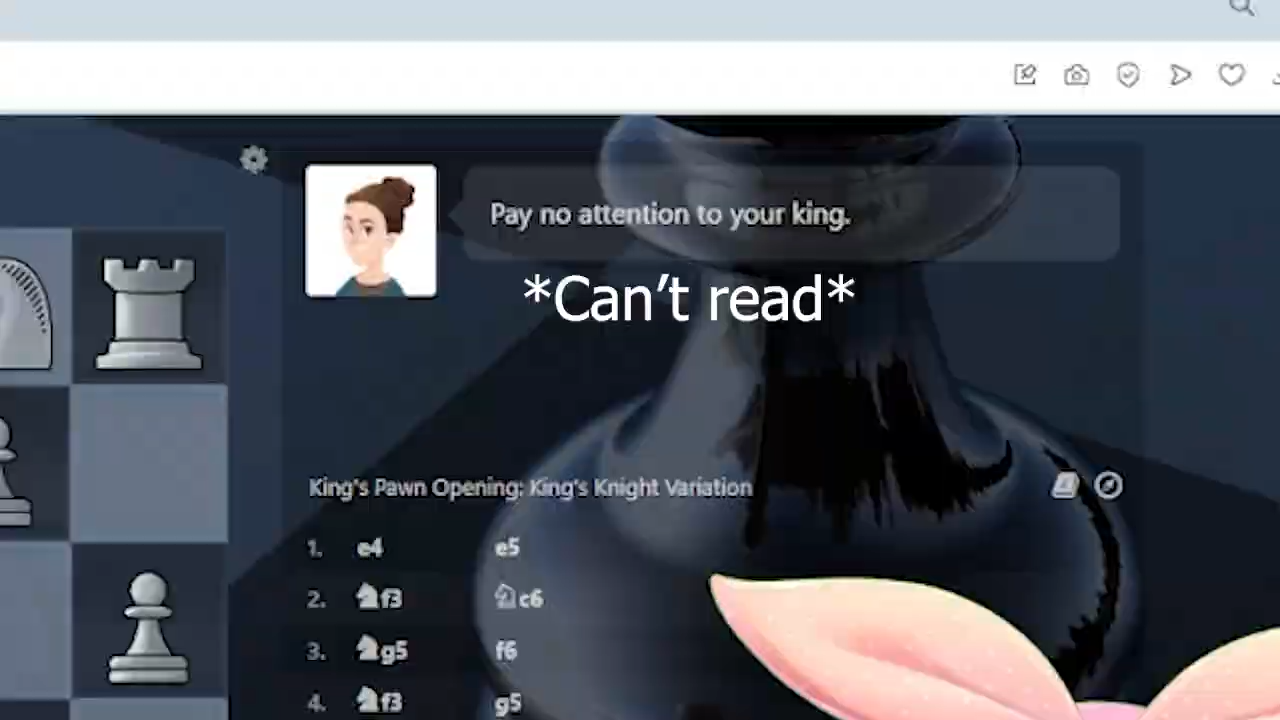 Pay no attention to your king.
*Can't read*
King's Pawn Opening: King's Knight Variation
1. e4 e5
2. ♞f3 ♘c6
3. ♞g5 f6
4. ♞f3 g5